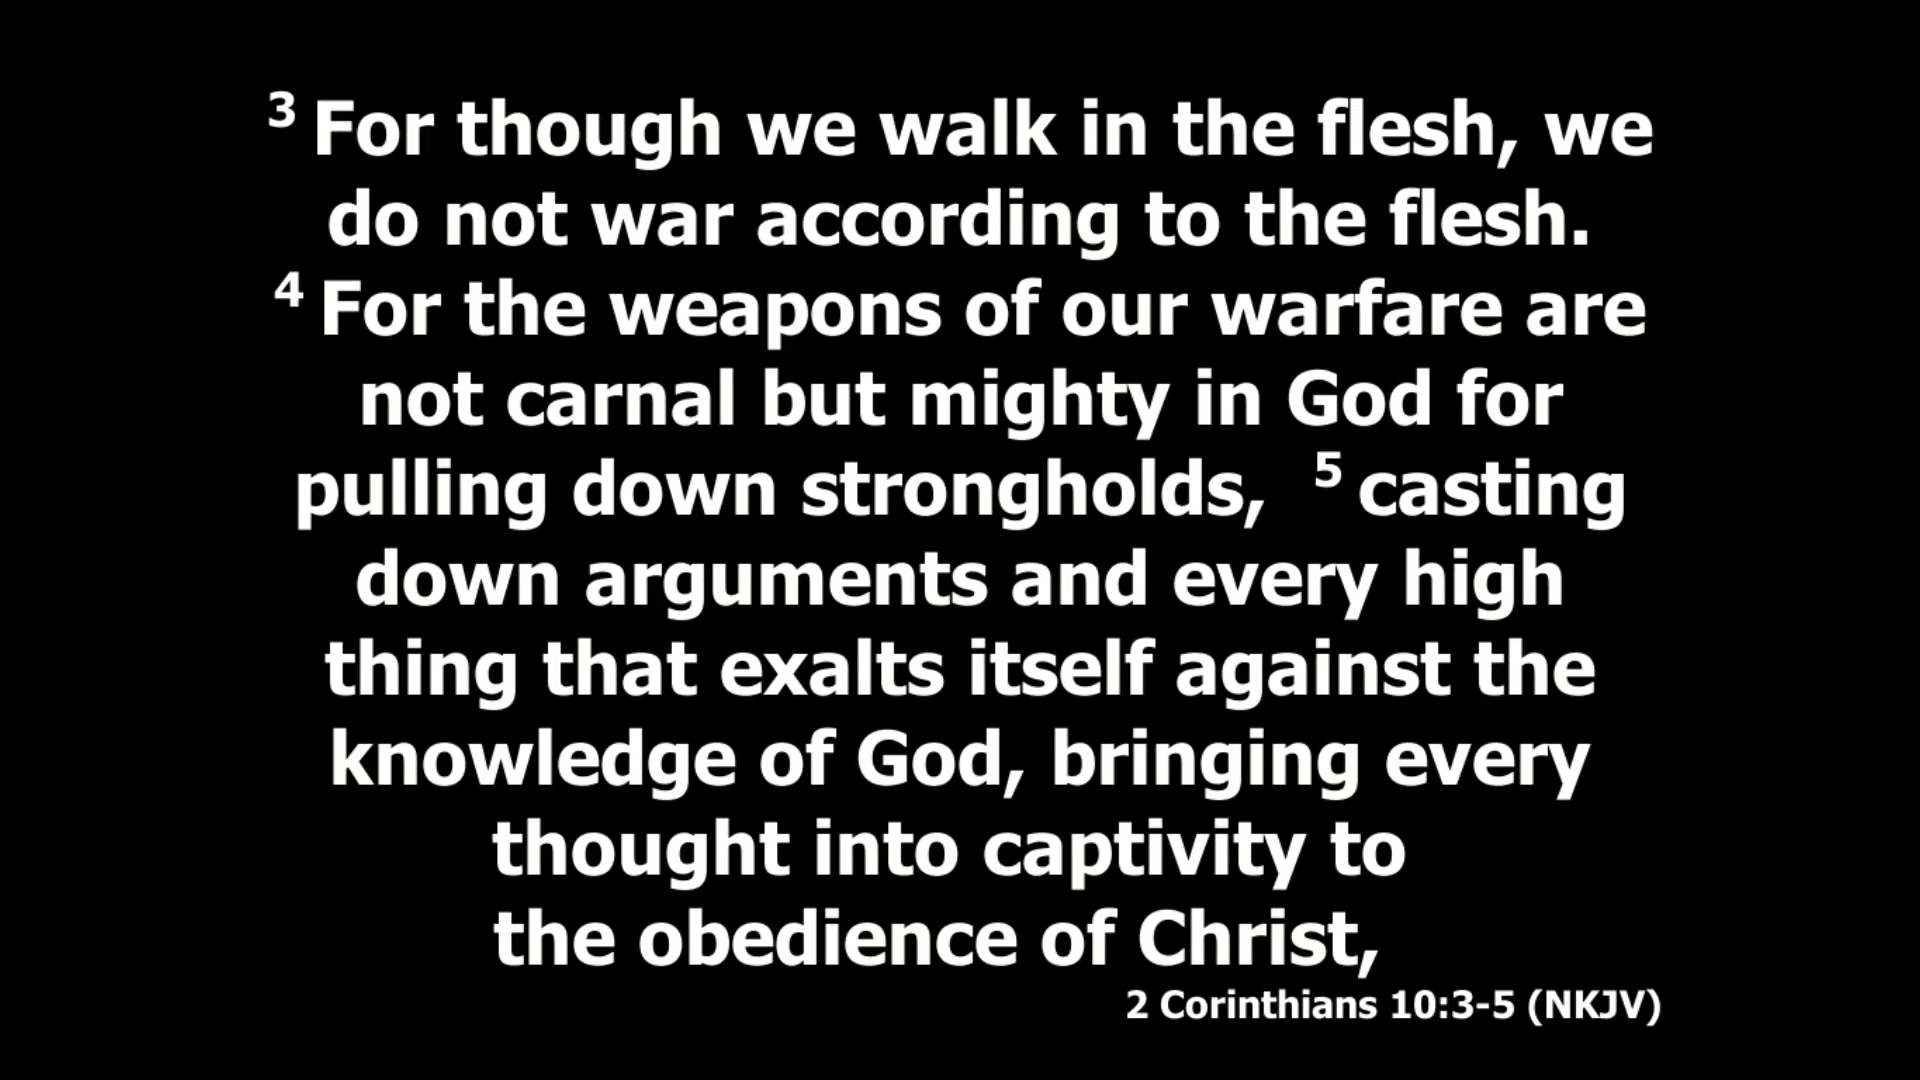 3 For though we walk in the flesh, we
do not war according to the flesh.
4 For the weapons of our warfare are
not carnal but mighty in God for
pulling down strongholds, 5 casting
down arguments and every high
thing that exalts itself against the
knowledge of God, bringing every
thought into captivity to
the obedience of Christ,
2 Corinthians 10:3-5 (NKJV)